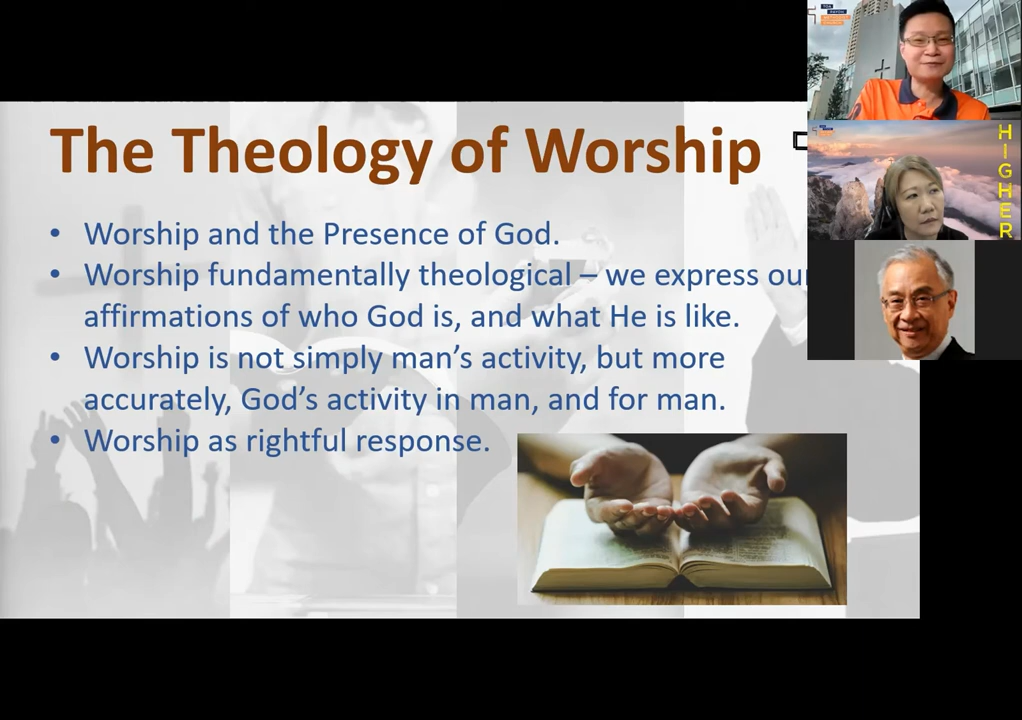 The Theology of Worship
• Worship and the Presence of God.
• Worship fundamentally theological – we express our
affirmations of who God is, and what He is like.
• Worship is not simply man's activity, but more
accurately, God's activity in man, and for man.
• Worship as rightful response.
HIGHER